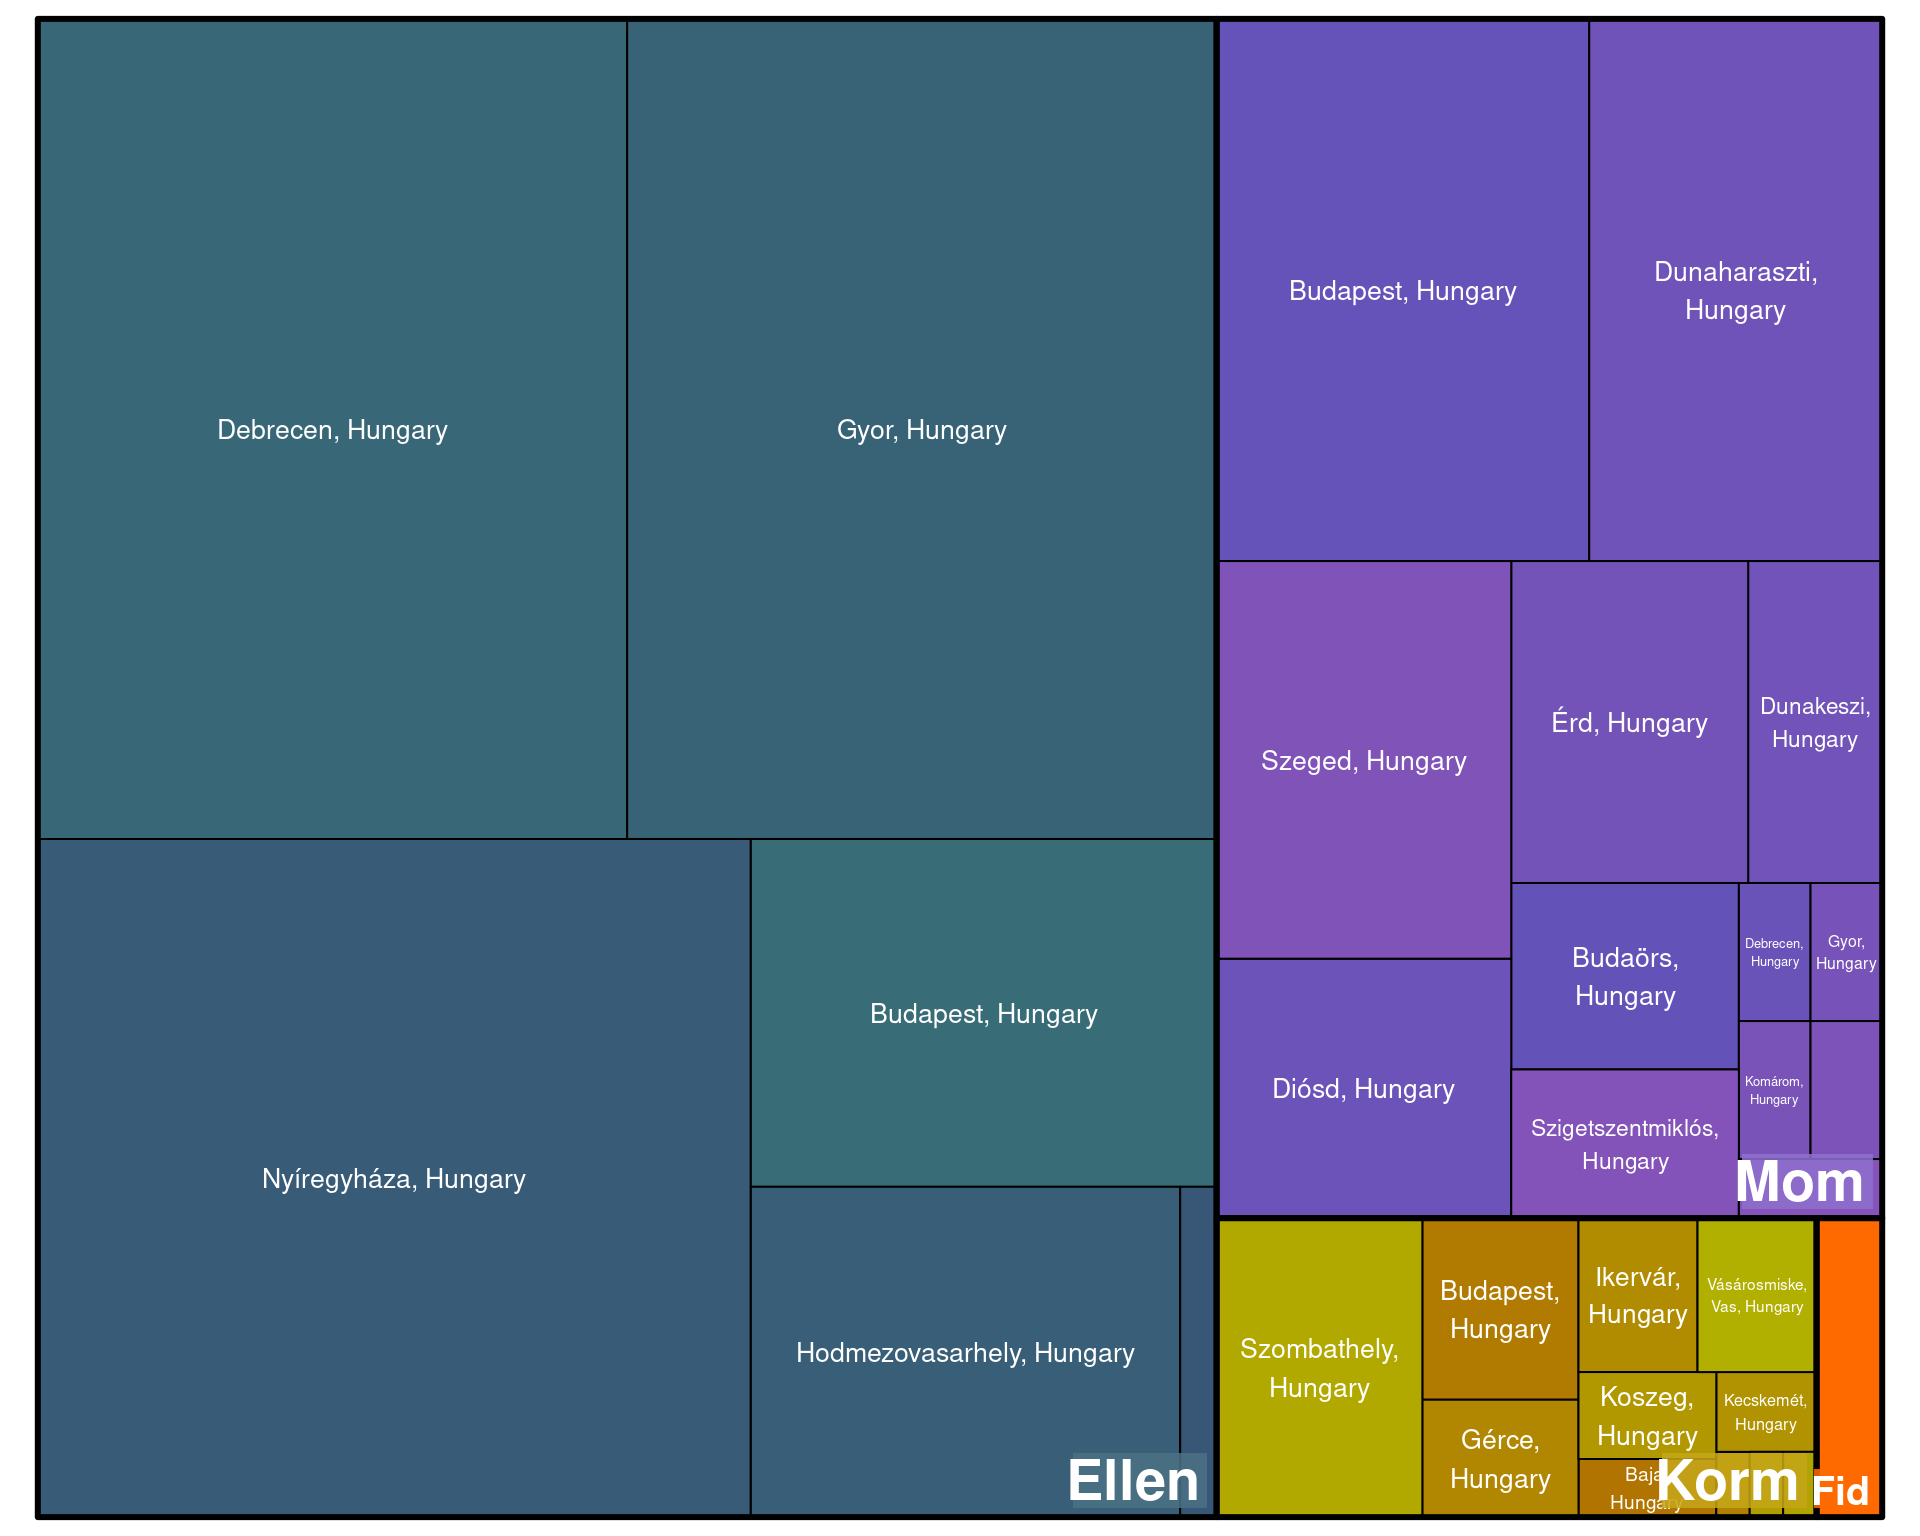 Debrecen, Hungary
Gyor, Hungary
Nyíregyháza, Hungary
Budapest, Hungary
Hodmezovasarhely, Hungary
Ellen
Budapest, Hungary
Dunaharaszti,
Hungary
Szeged, Hungary
Érd, Hungary
Dunakeszi,
Hungary
Diósd, Hungary
Budaörs,
Hungary
Debrecen,
Hungary
Gyor,
Hungary
Komárom,
Hungary
Szigetszentmiklós,
Hungary
Mom
Szombathely,
Hungary
Budapest,
Hungary
Gérce,
Hungary
Ikervár,
Hungary
Vásárosmiske,
Vas, Hungary
Koszeg,
Hungary
Kecskemét,
Hungary
Baja,
Hungary
Korm
Fid